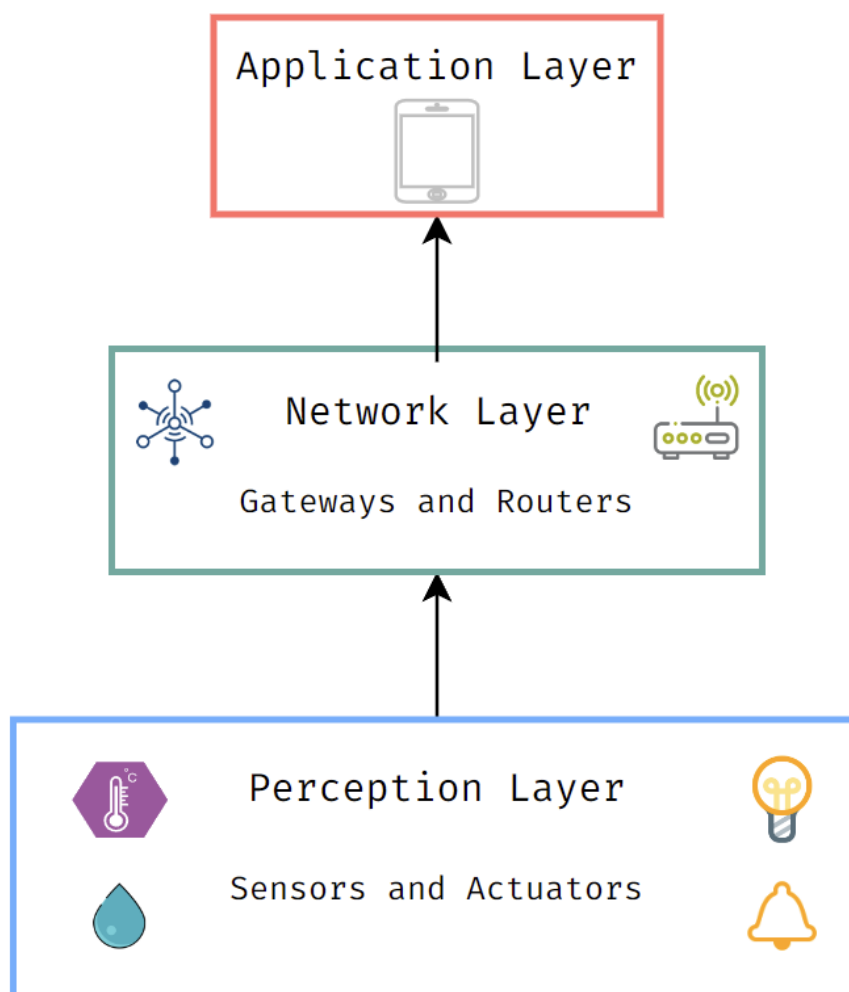 Application Layer
Network Layer
Gateways and Routers
°C
Perception Layer
Sensors and Actuators